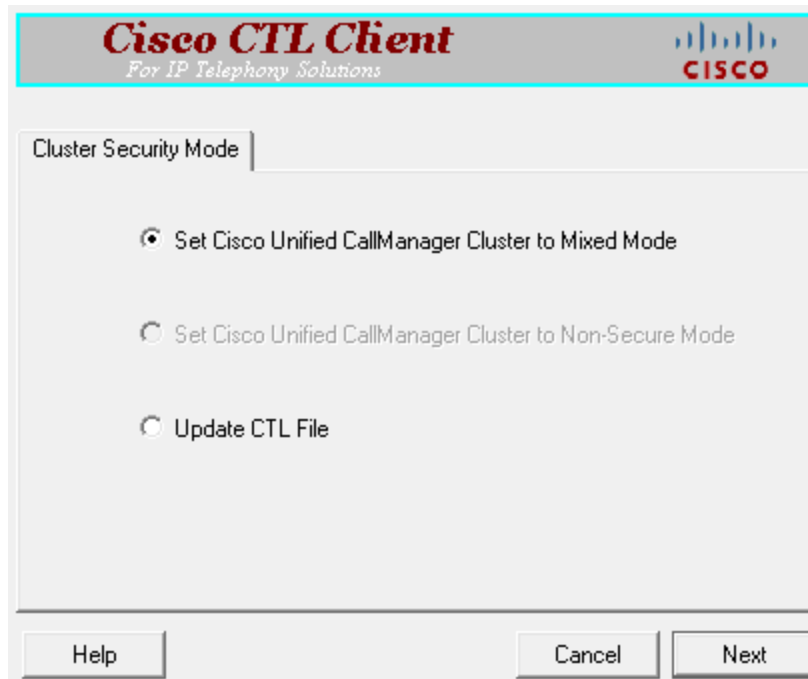 Cisco CTL Client
For IP Telephony Solutions
CISCO
Cluster Security Mode
Set Cisco Unified CallManager Cluster to Mixed Mode
Set Cisco Unified CallManager Cluster to Non-Secure Mode
Update CTL File
Help
Cancel
Next